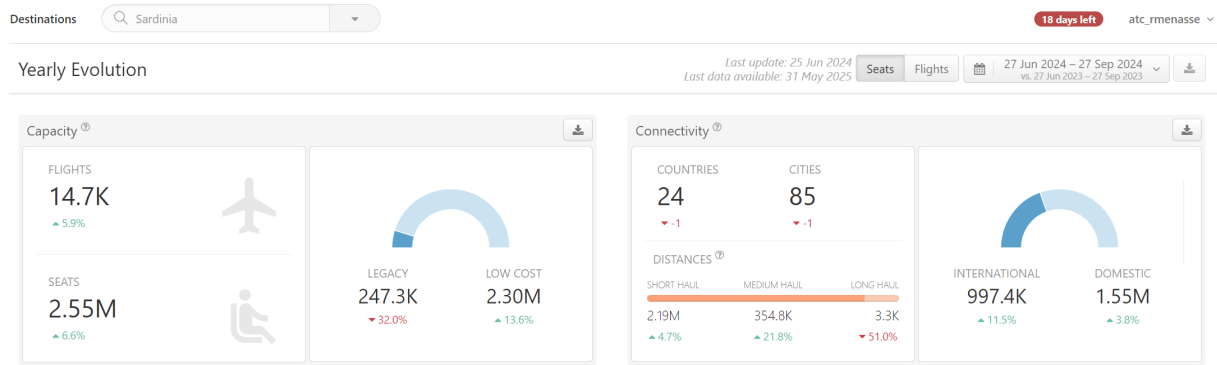 Destinations
Sardinia
18 days left
atc_rmenasse
Yearly Evolution
Last update: 25 Jun 2024
Last data available: 31 May 2025
Seats
Flights
27 Jun 2024 – 27 Sep 2024
vs. 27 Jun 2023 – 27 Sep 2023
Capacity ?
FLIGHTS
14.7K
5.9%
SEATS
2.55M
6.6%
LEGACY
247.3K
32.0%
LOW COST
2.30M
13.6%
Connectivity ?
COUNTRIES
24
-1
CITIES
85
-1
DISTANCES ?
SHORT HAUL
MEDIUM HAUL
LONG HAUL
2.19M
354.8K
3.3K
4.7%
21.8%
51.0%
INTERNATIONAL
997.4K
11.5%
DOMESTIC
1.55M
3.8%